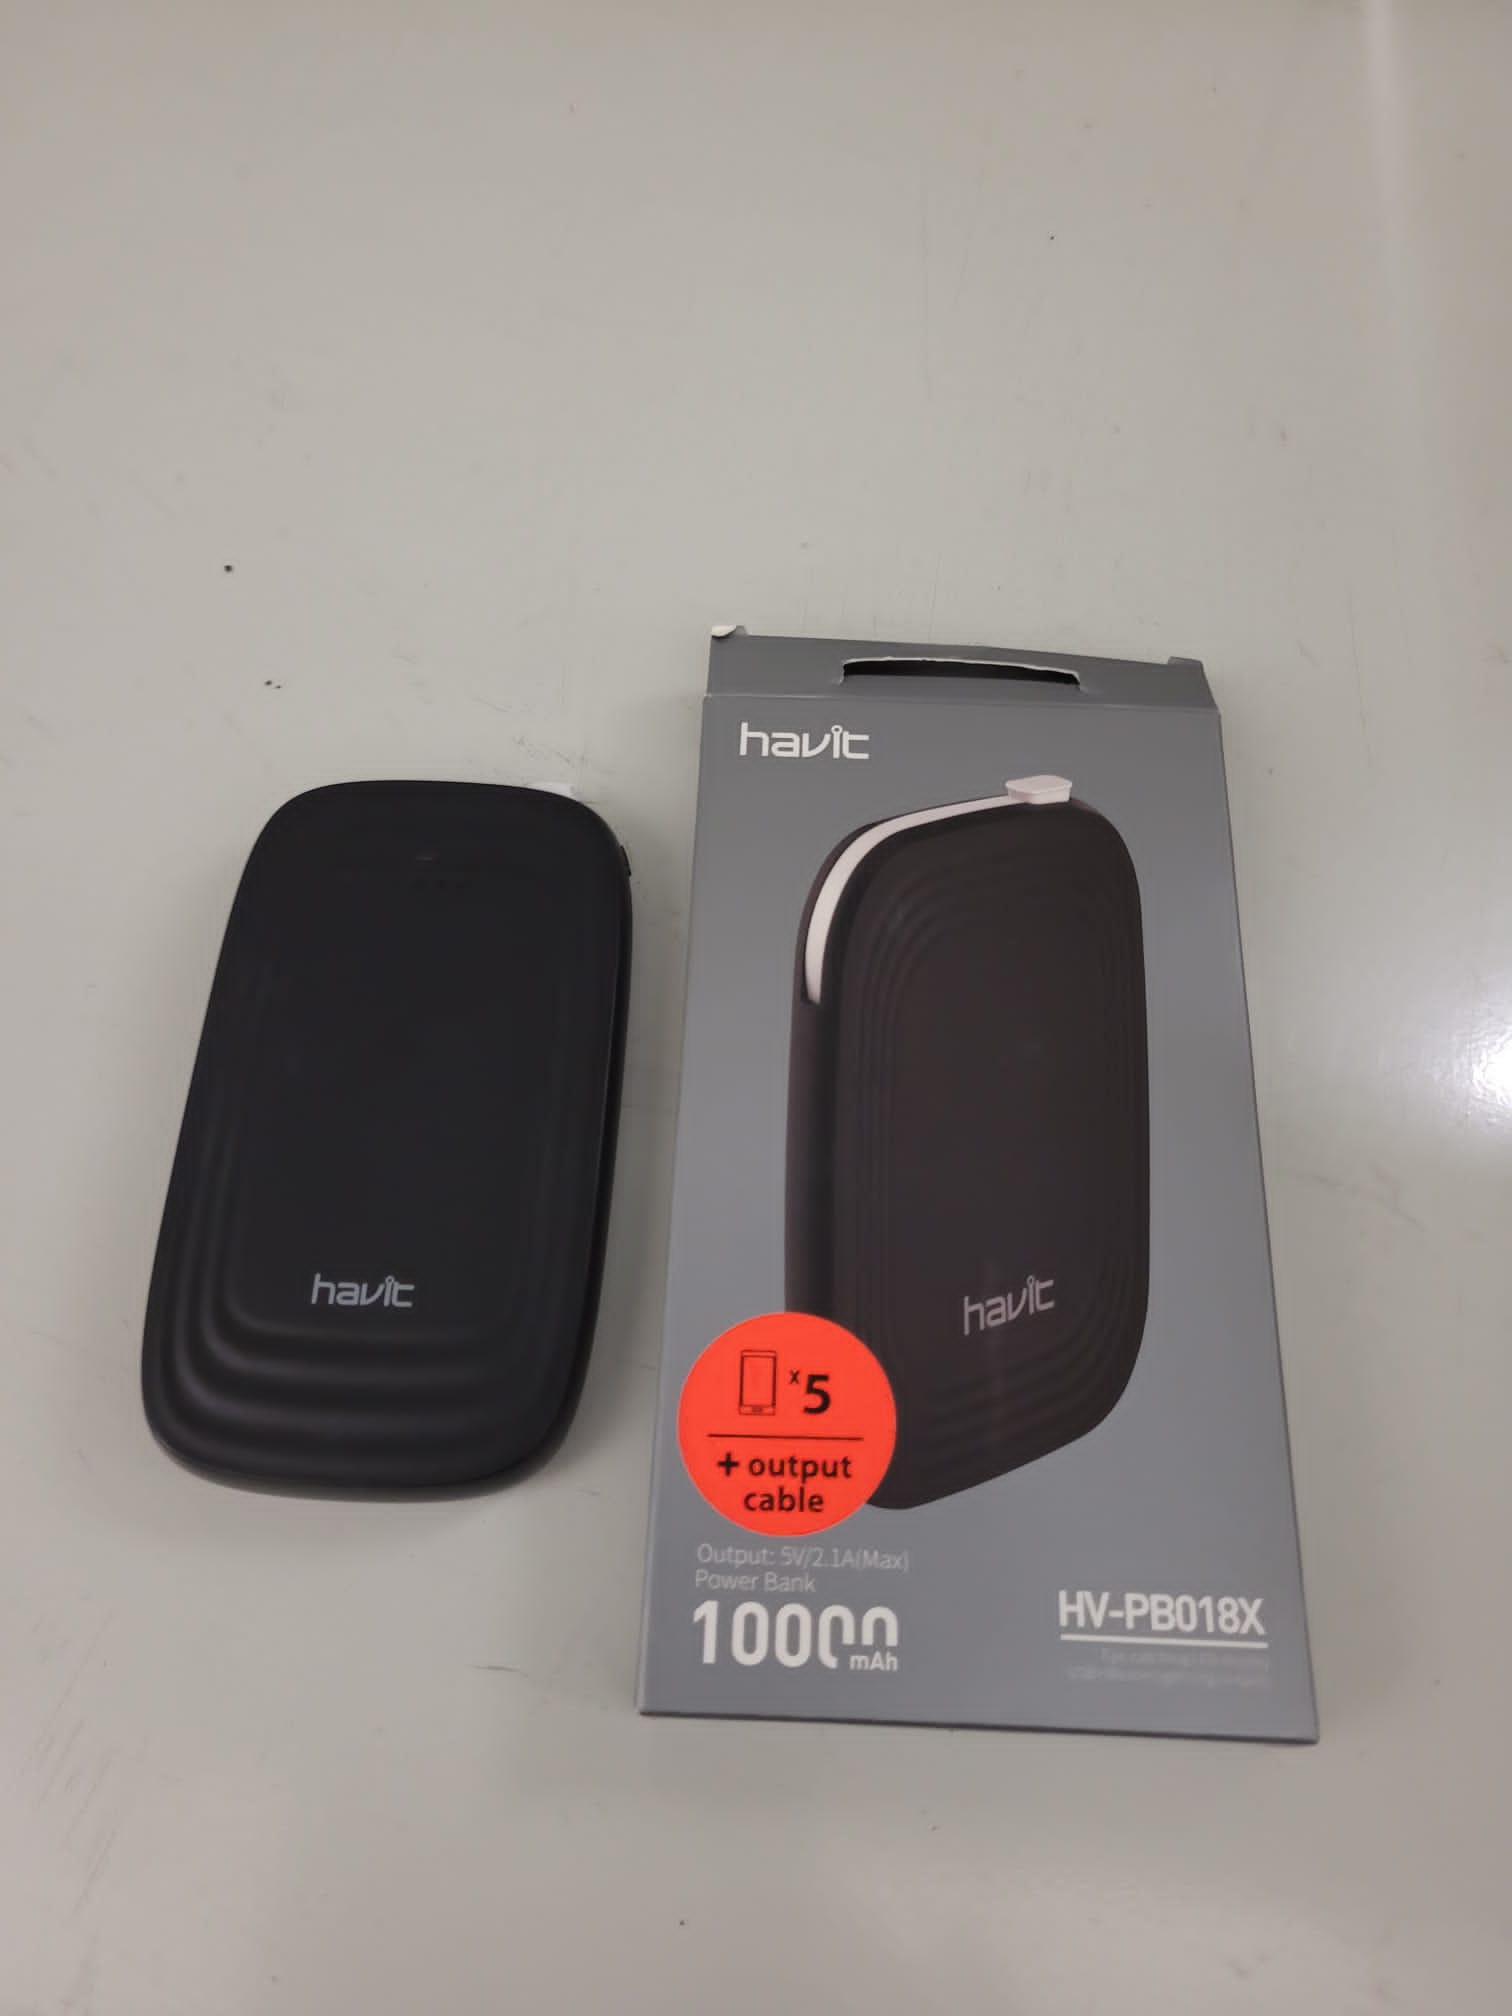 havit
havit
havit
x5
+ output
cable
Output: 5V/2.1A(Max)
Power Bank
10000
mAh
HV-PB018X